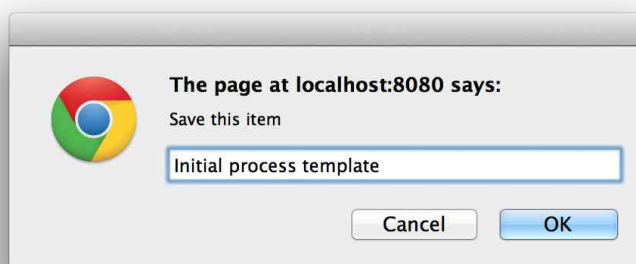 The page at localhost:8080 says:
Save this item
Initial process template
Cancel OK